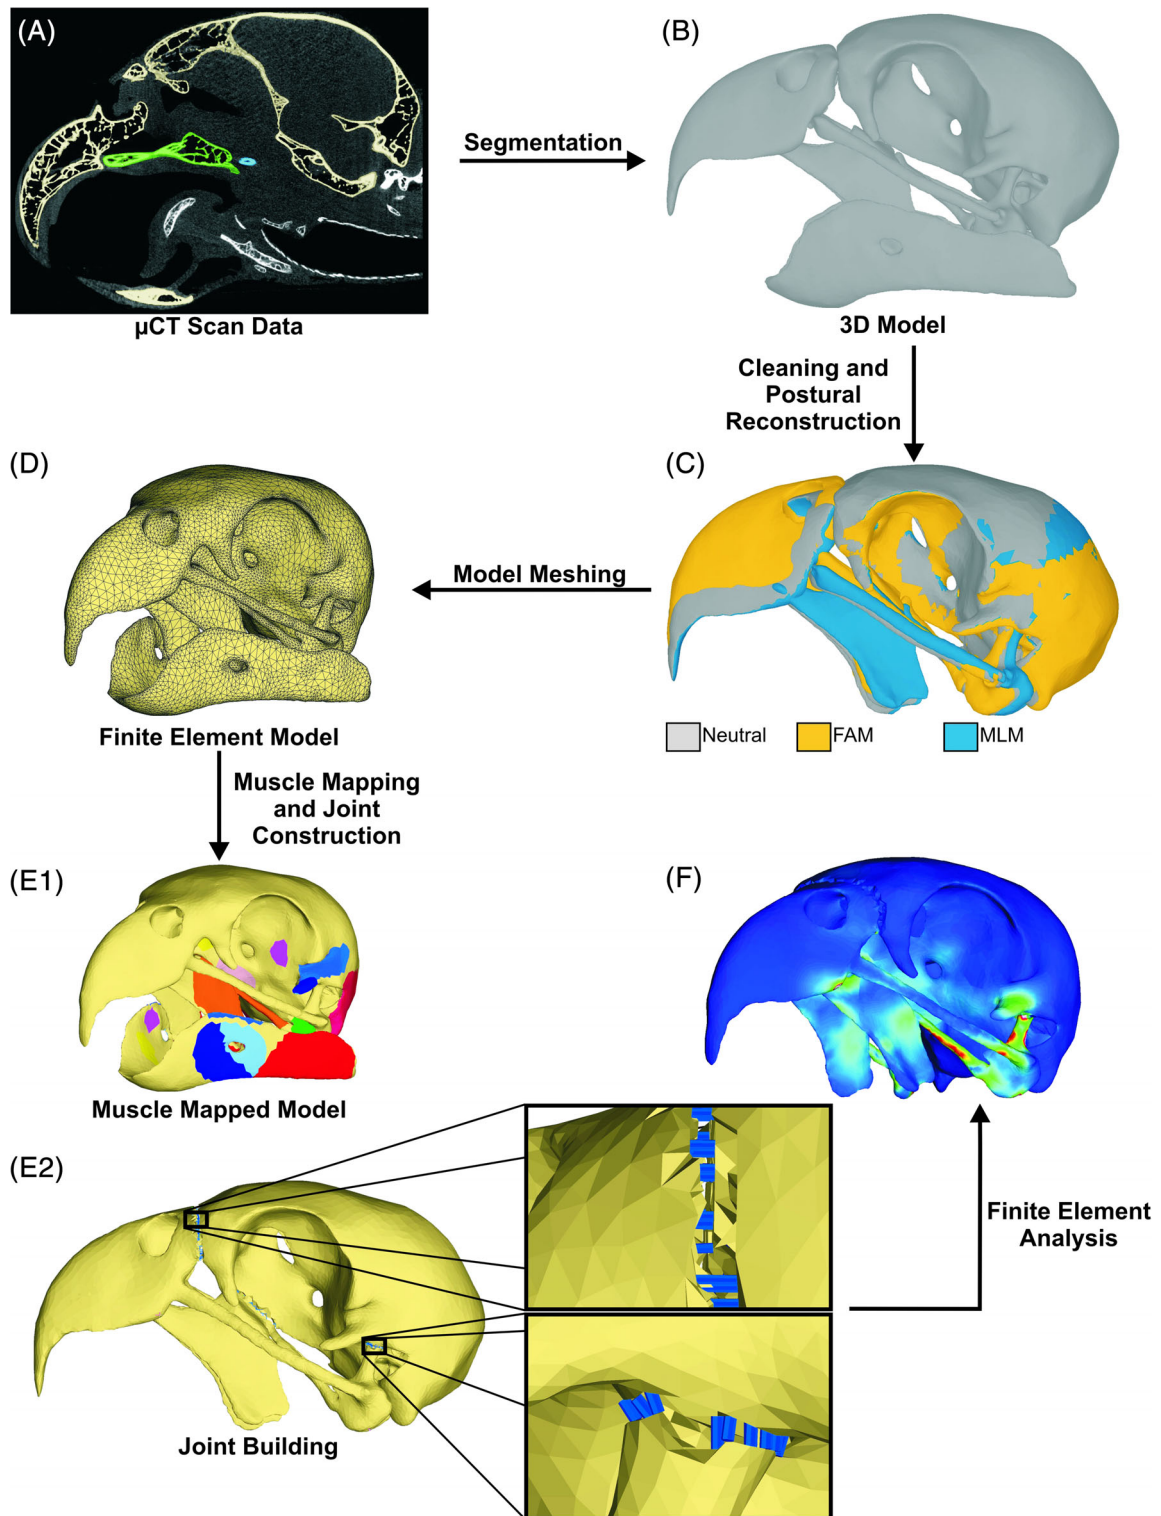 (A)
μCT Scan Data
Segmentation
(B)
3D Model
Cleaning and
Postural
Reconstruction
(C)
Neutral
FAM
MLM
Model Meshing
(D)
Finite Element Model
Muscle Mapping
and Joint
Construction
(E1)
Muscle Mapped Model
(E2)
Joint Building
Finite Element
Analysis
(F)